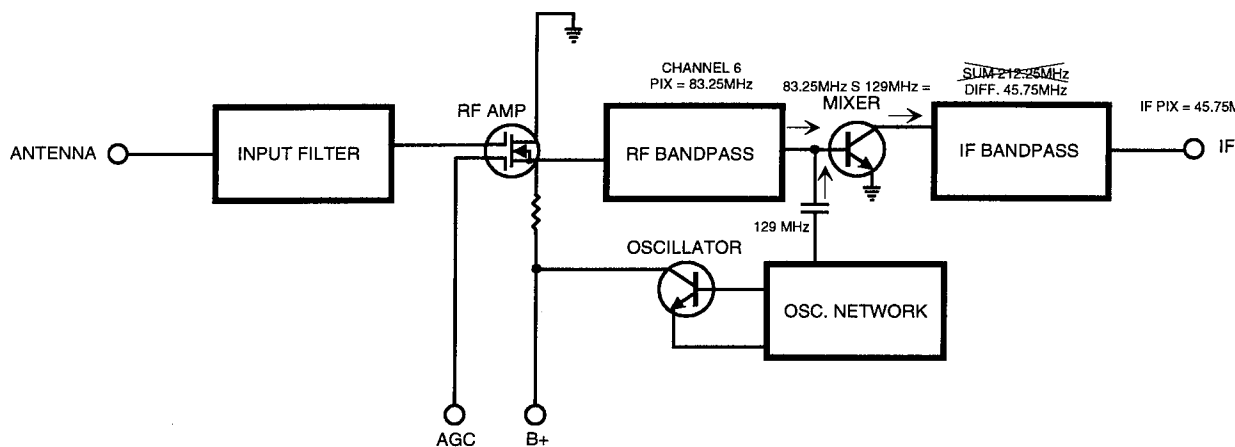 CHANNEL 6
PIX = 83.25MHz
83.25MHz S 129MHz =
MIXER
SUM 212.25MHz
DIFF. 45.75MHz
IF PIX = 45.75M
RF AMP
ANTENNA
INPUT FILTER
RF BANDPASS
IF BANDPASS
IF
129 MHz
OSCILLATOR
OSC. NETWORK
AGC
B+